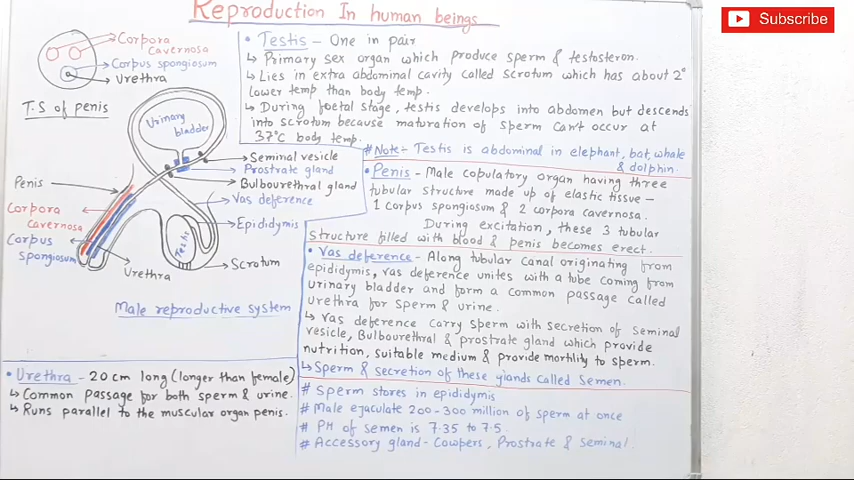 Reproduction In human beings
Subscribe
Corpora
Cavernosa
Corpus spongiosum
Urethra
T.S of penis
Urinary
bladder
Seminal vesicle
Prostrate gland
Bulbourethral gland
Vas deference
Epididymis
Testis
Scrotum
Penis
Corpora
Cavernosa
Corpus
Spongiosum
Urethra
Male reproductive system
• Testis - One in pair
↳ Primary sex organ which produce sperm & testosteron.
↳ Lies in extra abdominal cavity called Scrotum which has about 2°
lower temp than body temp.
↳ During foetal stage, testis develops into abdomen but descends
into scrotum because maturation of sperm can't occur at
37°C body temp.
# Note:- Testis is abdominal in elephant, bat, whale
& dolphin.
• Penis - Male copulatory organ having three
tubular structure made up of elastic tissue -
1 corpus spongiosum & 2 corpora cavernosa.
During excitation, these 3 tubular
structure filled with blood & penis becomes erect.
• Vas deference - Along tubular canal originating from
epididymis, vas deference unites with a tube coming from
urinary bladder and form a common passage called
urethra for sperm & urine.
↳ Vas deference carry sperm with secretion of Seminal
vesicle, Bulbourethral & prostrate gland which provide
nutrition, suitable medium & provide mortility to sperm.
↳ Sperm & secretion of these glands called Semen.
# Sperm stores in epididymis
# Male ejaculate 200-300 million of sperm at once
# PH of semen is 7.35 to 7.5.
# Accessory gland - Cowpers, Prostrate & Seminal.
• Urethra - 20 cm long (longer than female)
↳ Common passage for both sperm & urine.
↳ Runs parallel to the muscular organ penis.